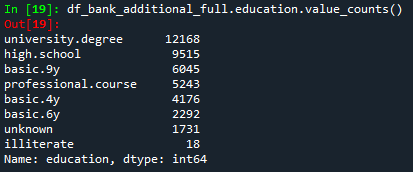 In [19]: df_bank_additional_full.education.value_counts()
Out[19]:
university.degree 12168
high.school 9515
basic.9y 6045
professional.course 5243
basic.4y 4176
basic.6y 2292
unknown 1731
illiterate 18
Name: education, dtype: int64